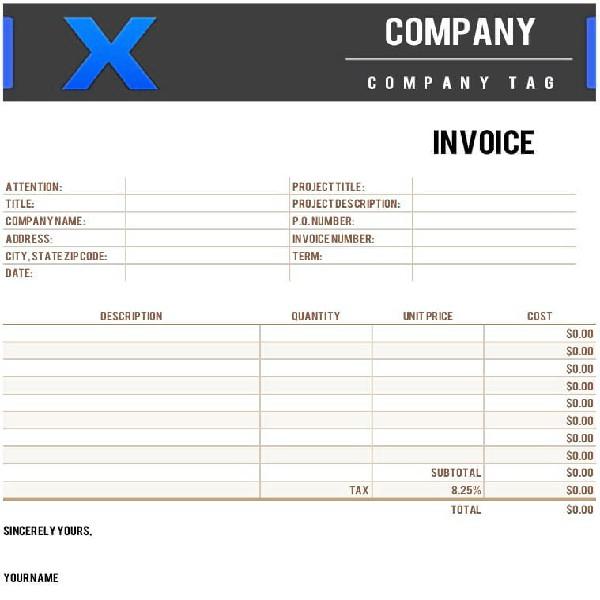 X
COMPANY
COMPANY TAG
INVOICE
ATTENTION: PROJECT TITLE:
TITLE: PROJECT DESCRIPTION:
COMPANY NAME: P.O. NUMBER:
ADDRESS: INVOICE NUMBER:
CITY, STATE ZIP CODE: TERM:
DATE:
DESCRIPTION QUANTITY UNIT PRICE COST
$0.00
$0.00
$0.00
$0.00
$0.00
$0.00
$0.00
$0.00
SUBTOTAL $0.00
TAX 8.25% $0.00
TOTAL $0.00
SINCERELY YOURS,
YOUR NAME